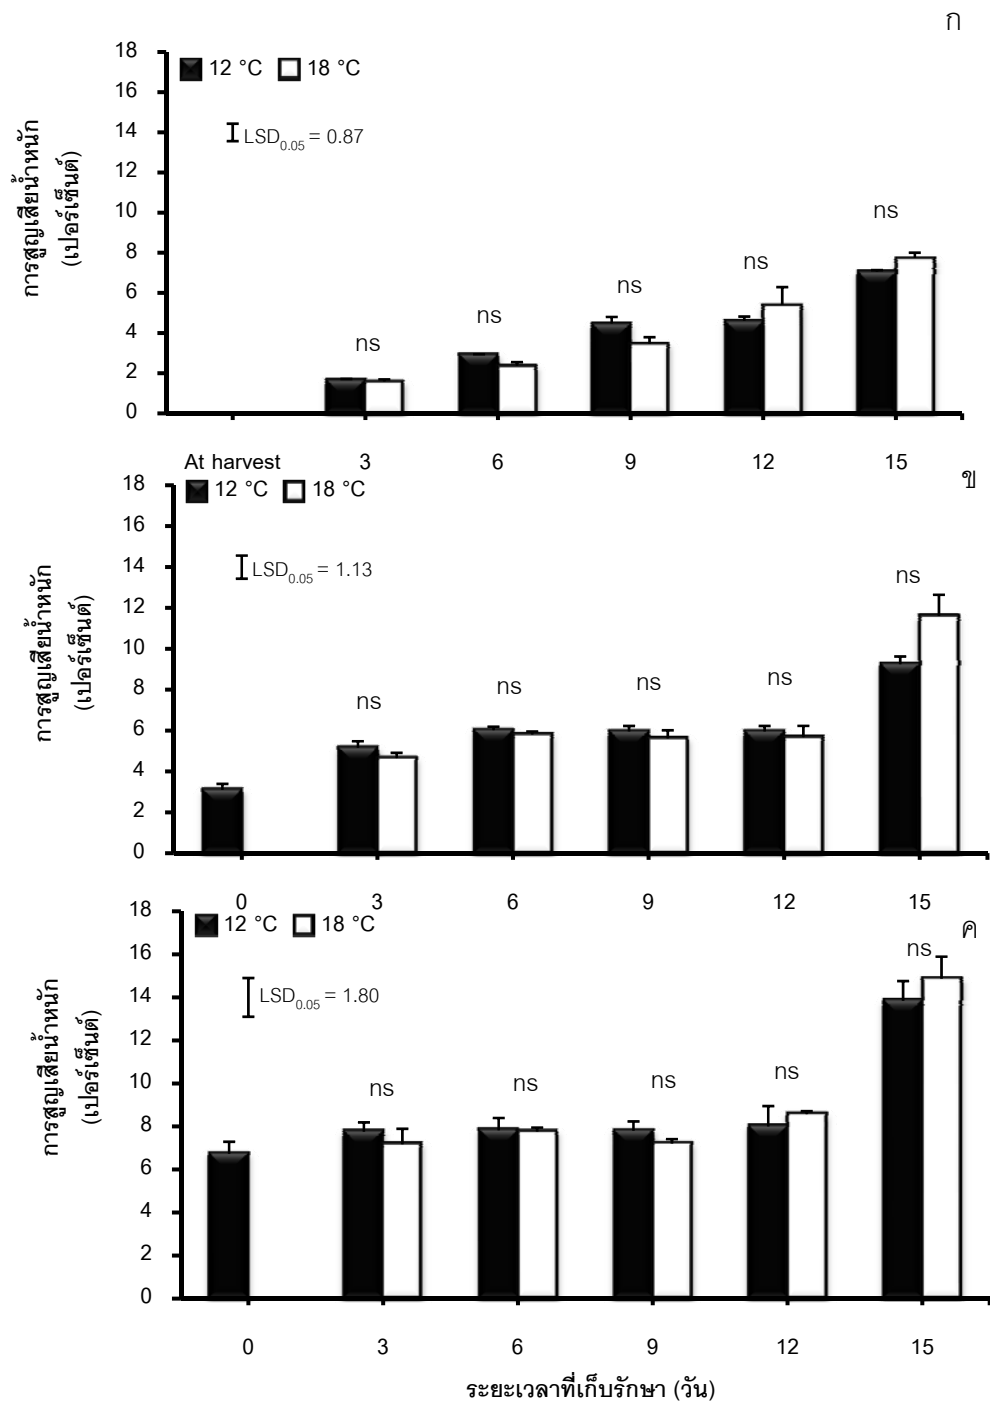 ก
18
16
14
12
10
8
6
4
2
0
12 °C 18 °C
LSD0.05 = 0.87
การสูญเสียน้ำหนัก
(เปอร์เซ็นต์)
ns ns ns ns ns
At harvest 3 6 9 12 15
ข
18
16
14
12
10
8
6
4
2
0
12 °C 18 °C
LSD0.05 = 1.13
การสูญเสียน้ำหนัก
(เปอร์เซ็นต์)
ns ns ns ns ns
0 3 6 9 12 15
ค
18
16
14
12
10
8
6
4
2
0
12 °C 18 °C
LSD0.05 = 1.80
การสูญเสียน้ำหนัก
(เปอร์เซ็นต์)
ns ns ns ns ns
0 3 6 9 12 15
ระยะเวลาที่เก็บรักษา (วัน)